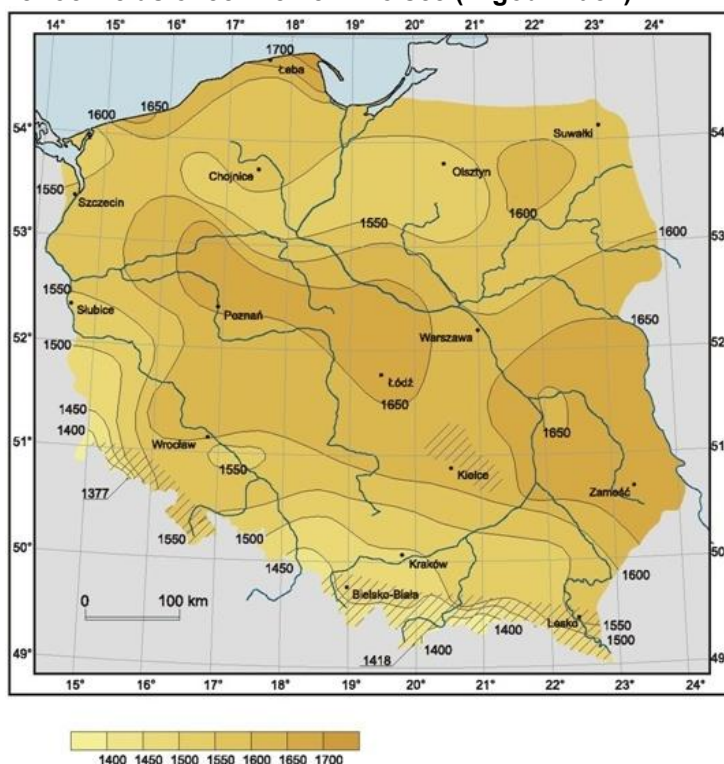 14° 15° 16° 17° 18° 19° 20° 21° 22° 23° 24°
1700
Łeba
1600
1650
54°
Suwałki
54
Chojnice
Olsztyn
1550
Szczecin
1600
1550
1600
53°
53
1550
Słubice
Poznań
1650
Warszawa
52°
52
1500
Łódź
1650
1450
1650
1400
51°
Wrocław
51
1550
Kielce
1377
Zamość
1550
1500
50°
50
1450
Kraków
1600
0 100 km
Bielsko-Biała
Lesko
1550
1400
1500
1418
1400
49°
49
15° 16° 17° 18° 19° 20° 21° 22° 23° 24°
1400 1450 1500 1550 1600 1650 1700